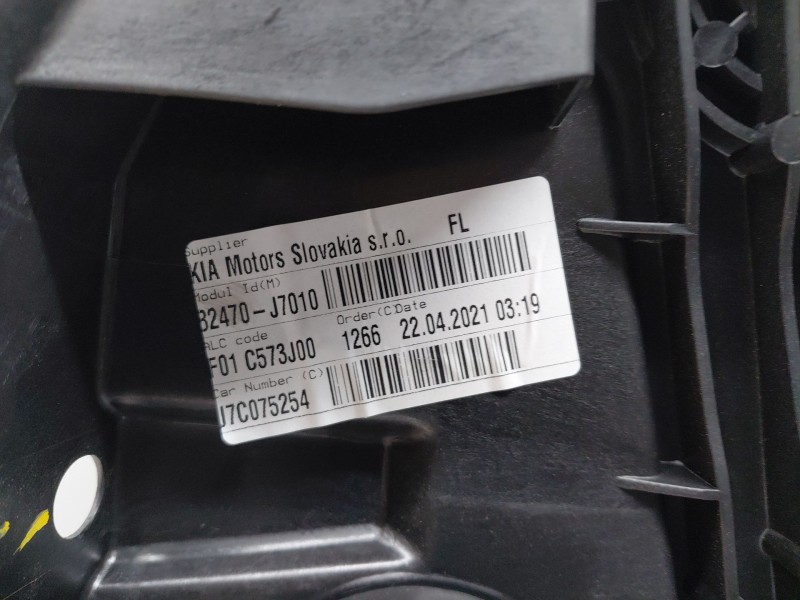 Supplier
KIA Motors Slovakia s.r.o. FL
Modul Id(M)
82470-J7010
ALC code Order(C)Date
F01 C573J00 1266 22.04.2021 03:19
Car Number (C)
J7C075254